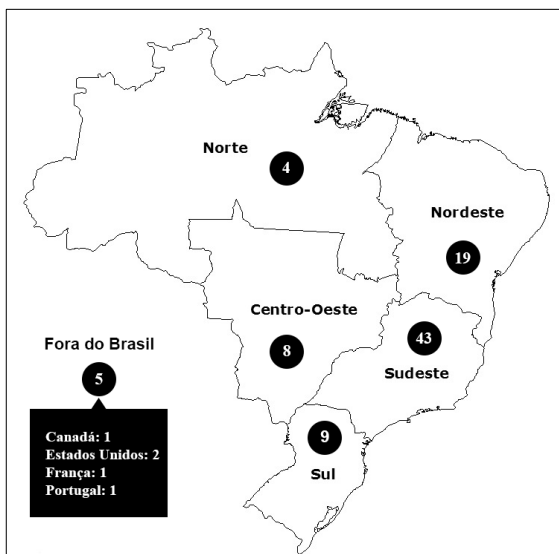 Norte
4
Nordeste
19
Centro-Oeste
8
43
Sudeste
Fora do Brasil
5
Canadá: 1
Estados Unidos: 2
França: 1
Portugal: 1
9
Sul